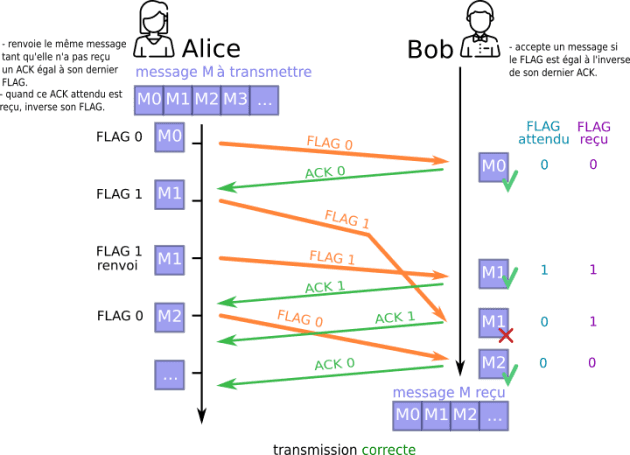 Alice
Bob
- renvoie le même message
tant qu'elle n'a pas reçu
un ACK égal à son dernier
FLAG.
- quand ce ACK attendu est
reçu, inverse son FLAG.
- accepte un message si
le FLAG est égal à l'inverse
de son dernier ACK.
message M à transmettre
M0 M1 M2 M3 ...
FLAG attendu
FLAG reçu
FLAG 0 M0
FLAG 0
M0 0 0
ACK 0
FLAG 1 M1
FLAG 1
FLAG 1
renvoi
M1
FLAG 1
M1 1 1
ACK 1
FLAG 0 M2
FLAG 0
ACK 1
M1 0 1
...
ACK 0
M2 0 0
message M reçu
M0 M1 M2 ...
transmission correcte